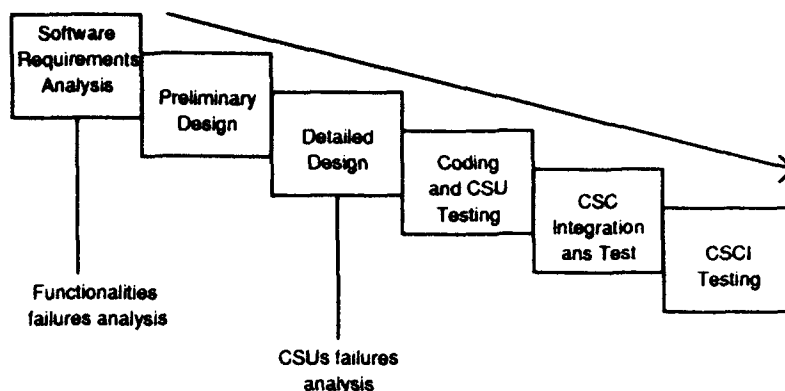 Software
Requirements
Analysis
Preliminary
Design
Detailed
Design
Coding
and CSU
Testing
CSC
Integration
ans Test
CSCI
Testing
Functionalities
failures analysis
CSUs failures
analysis